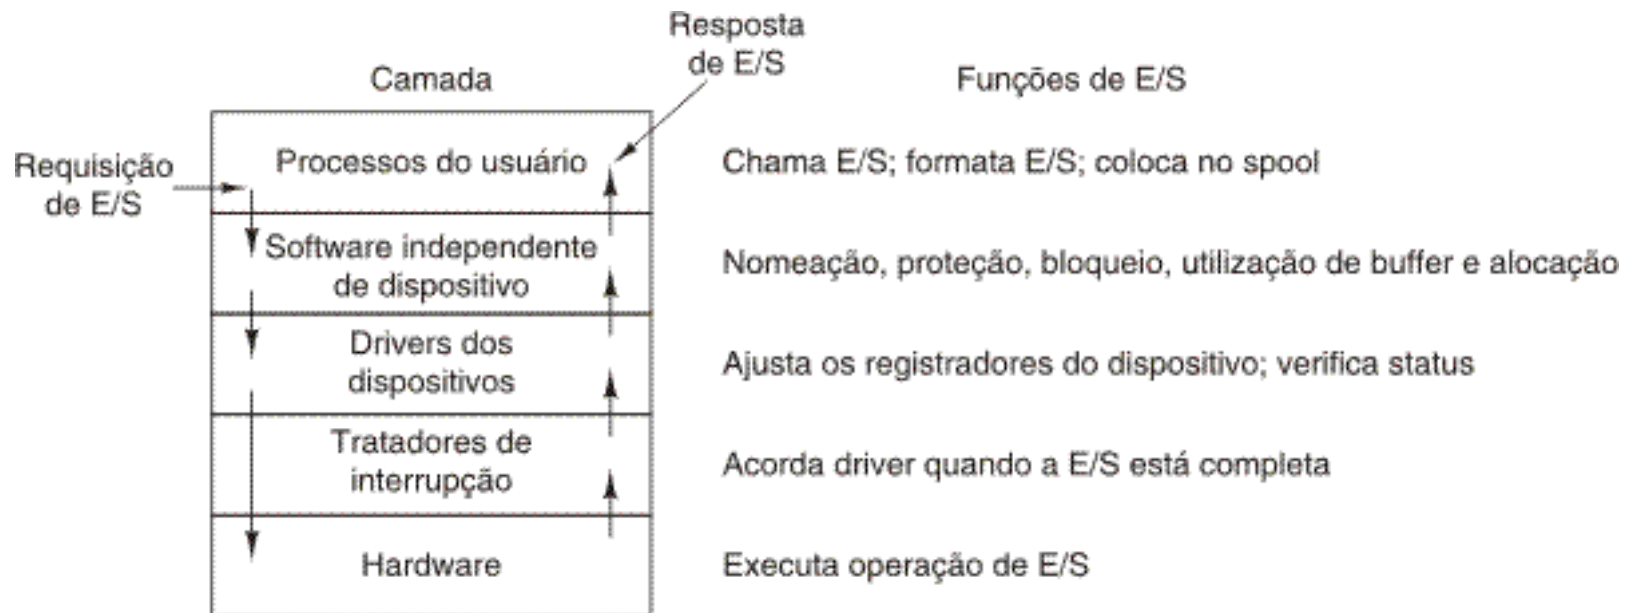 Resposta
de E/S
Camada
Funções de E/S
Requisição
de E/S
Processos do usuário
Chama E/S; formata E/S; coloca no spool
Software independente
de dispositivo
Nomeação, proteção, bloqueio, utilização de buffer e alocação
Drivers dos
dispositivos
Ajusta os registradores do dispositivo; verifica status
Tratadores de
interrupção
Acorda driver quando a E/S está completa
Hardware
Executa operação de E/S